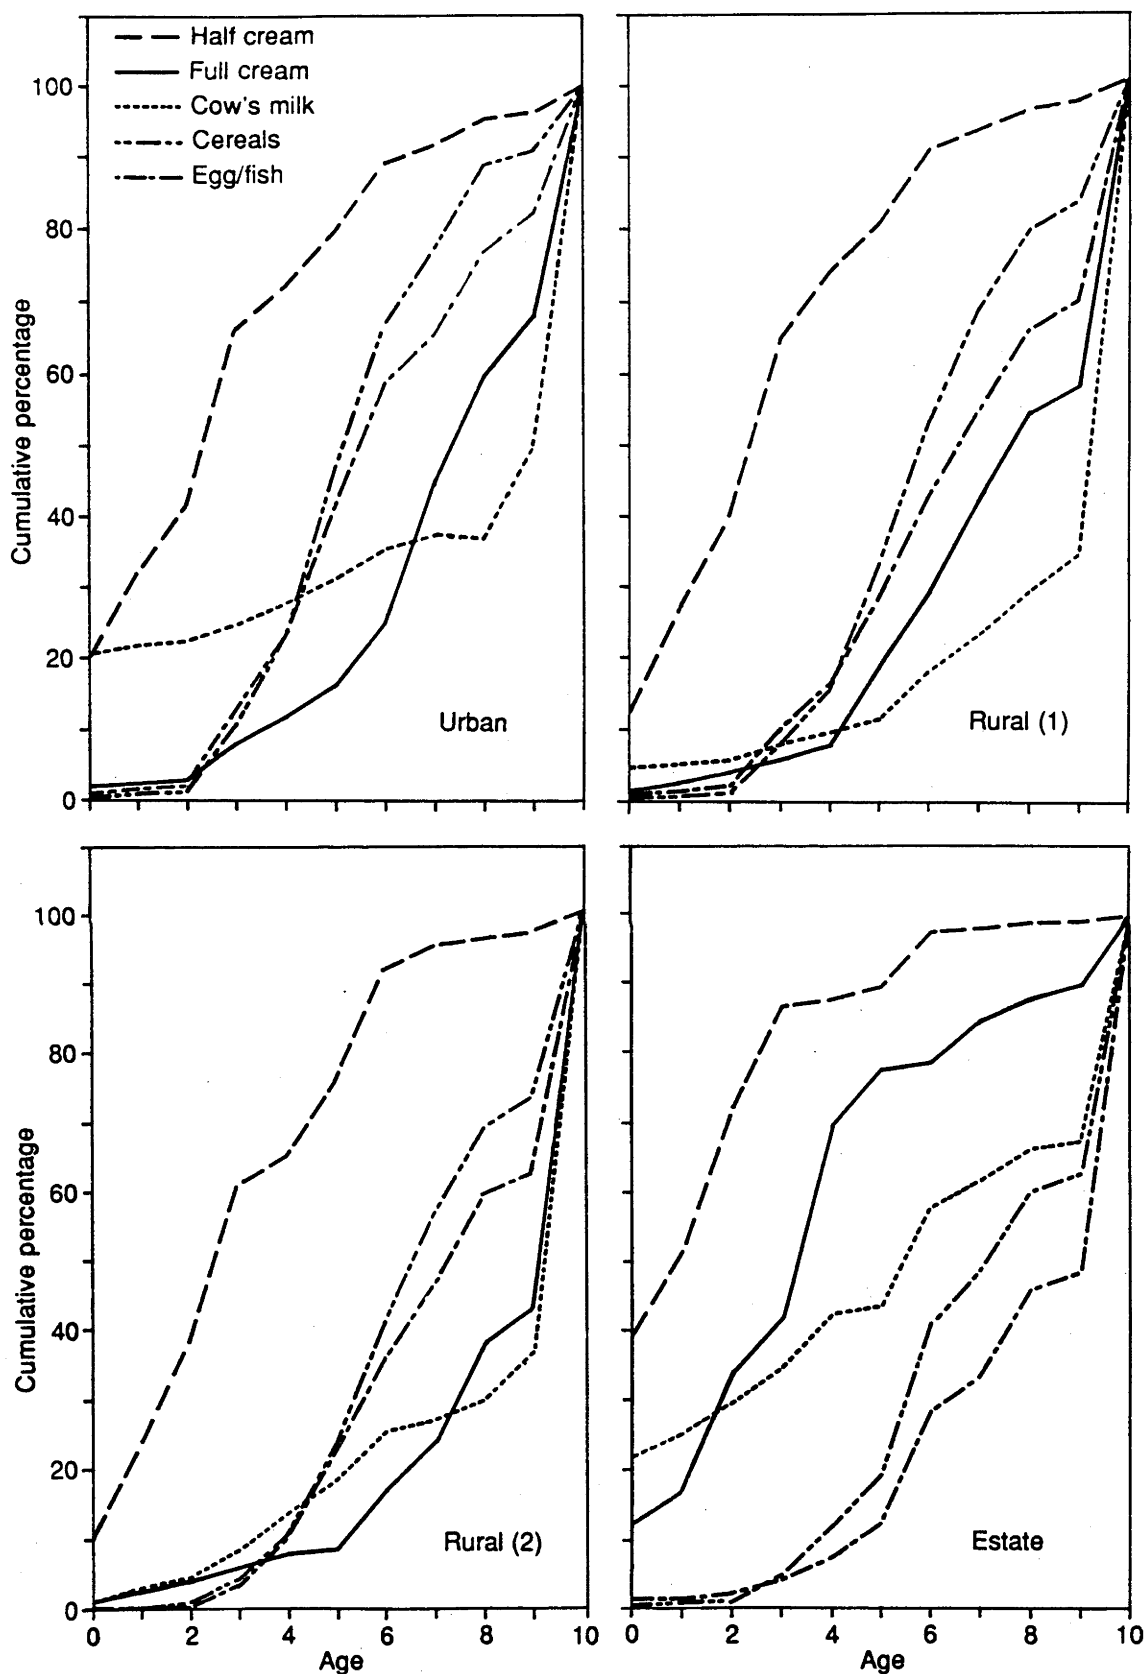 Half cream
Full cream
Cow's milk
Cereals
Egg/fish
100
80
60
40
20
0
Cumulative percentage
Urban
Rural (1)
100
80
60
40
20
0
Cumulative percentage
Rural (2)
Estate
0 2 4 6 8 10
Age
0 2 4 6 8 10
Age